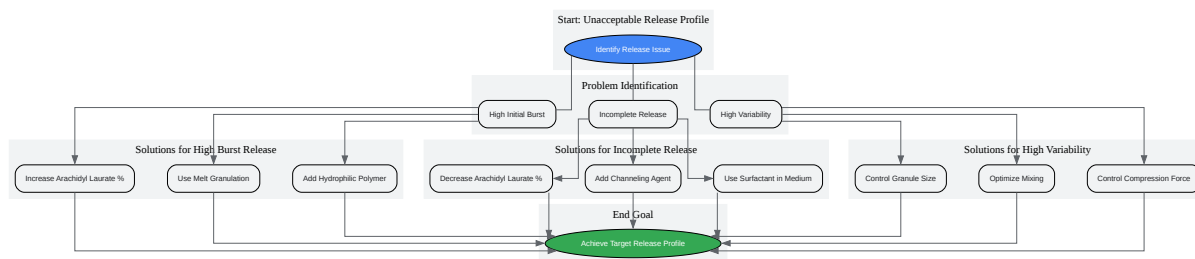 Start: Unacceptable Release Profile
Identify Release Issue
Problem Identification
High Initial Burst
Incomplete Release
High Variability
Solutions for High Burst Release
Solutions for Incomplete Release
Solutions for High Variability
Increase Arachidyl Laurate %
Use Melt Granulation
Add Hydrophilic Polymer
Decrease Arachidyl Laurate %
Add Channeling Agent
Use Surfactant in Medium
Control Granule Size
Optimize Mixing
Control Compression Force
End Goal
Achieve Target Release Profile